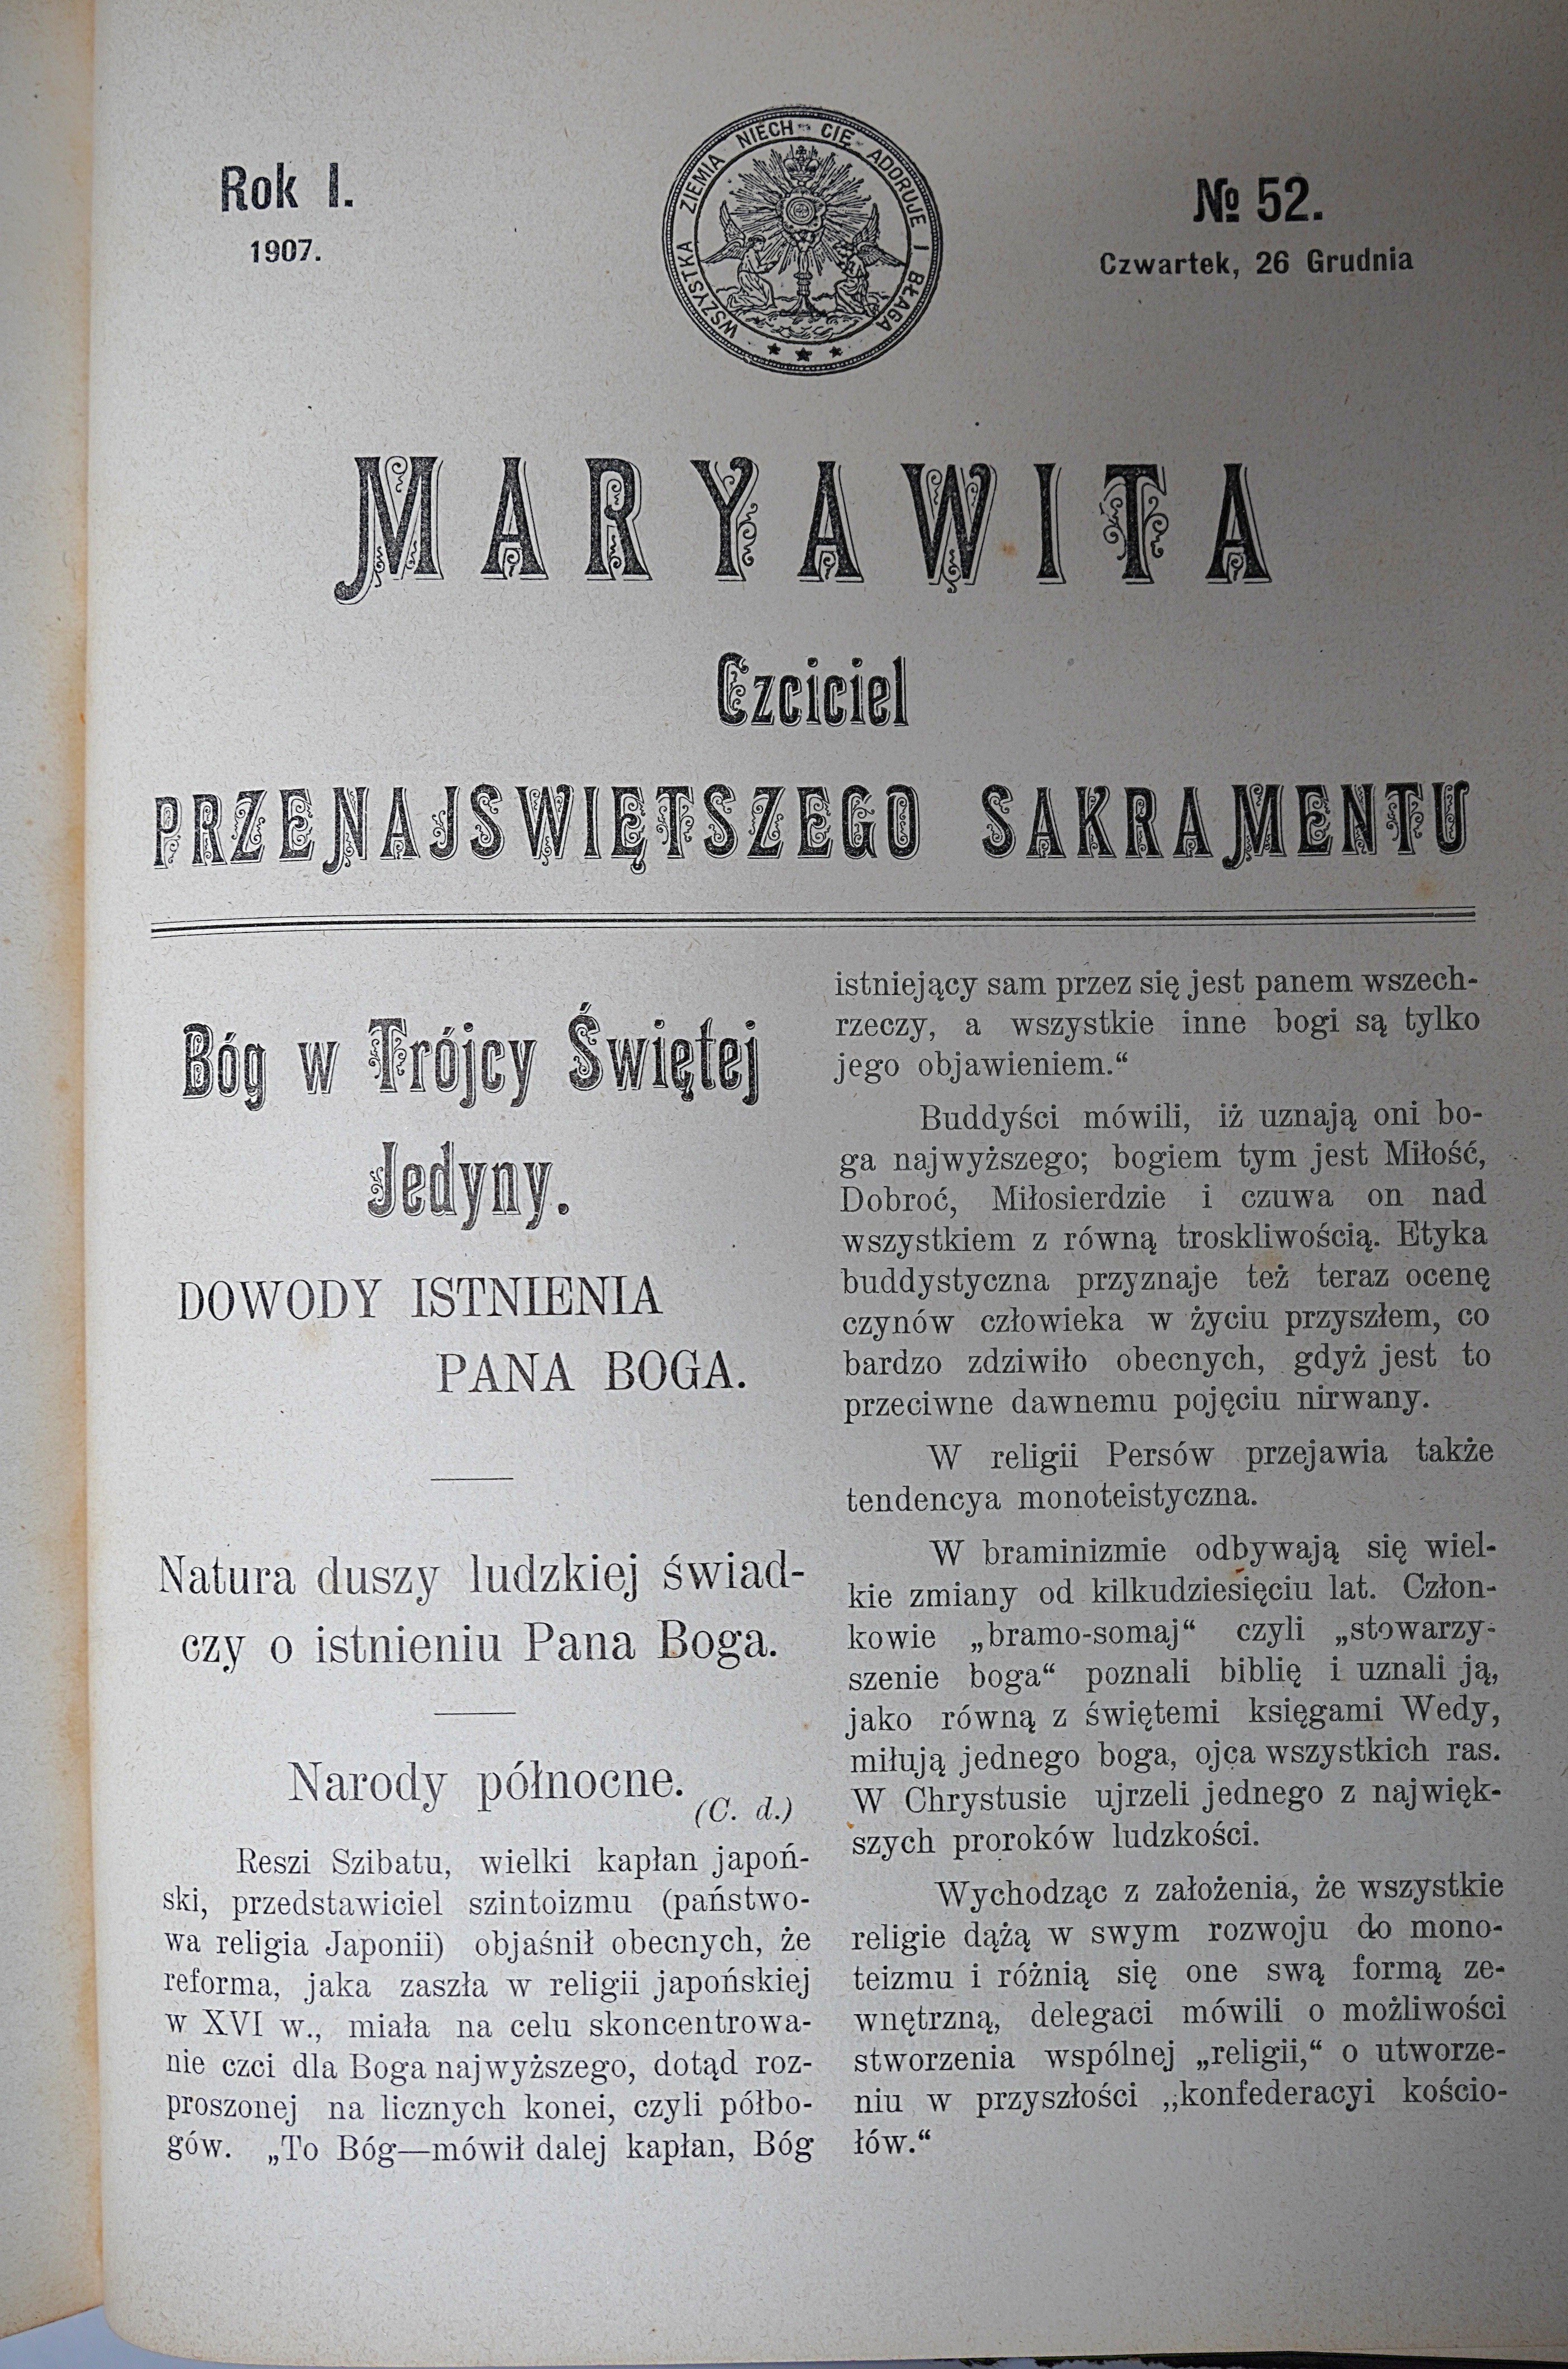 Rok I.
1907.
WSZYSTKA ZIEMIA NIECH CIĘ ADORUJE I BŁAGA
№ 52.
Czwartek, 26 Grudnia
MARYAWITA
Czciciel
PRZENAJSWIĘTSZEGO SAKRAMENTU
Bóg w Trójcy Świętej
Jedyny.
DOWODY ISTNIENIA
PANA BOGA.
Natura duszy ludzkiej świad-
czy o istnieniu Pana Boga.
Narody północne.
(C. d.)
Reszi Szibatu, wielki kapłan japoń-
ski, przedstawiciel szintoizmu (państwo-
wa religia Japonii) objaśnił obecnych, że
reforma, jaka zaszła w religii japońskiej
w XVI w., miała na celu skoncentrowa-
nie czci dla Boga najwyższego, dotąd roz-
proszonej na licznych konei, czyli półbo-
gów. „To Bóg—mówił dalej kapłan, Bóg
istniejący sam przez się jest panem wszech-
rzeczy, a wszystkie inne bogi są tylko
jego objawieniem.“
Buddyści mówili, iż uznają oni bo-
ga najwyższego; bogiem tym jest Miłość,
Dobroć, Miłosierdzie i czuwa on nad
wszystkiem z równą troskliwością. Etyka
buddystyczna przyznaje też teraz ocenę
czynów człowieka w życiu przyszłem, co
bardzo zdziwiło obecnych, gdyż jest to
przeciwne dawnemu pojęciu nirwany.
W religii Persów przejawia także
tendencya monoteistyczna.
W braminizmie odbywają się wiel-
kie zmiany od kilkudziesięciu lat. Człon-
kowie „bramo-somaj“ czyli „stowarzy-
szenie boga“ poznali biblię i uznali ją,
jako równą z świętemi księgami Wedy,
miłują jednego boga, ojca wszystkich ras.
W Chrystusie ujrzeli jednego z najwięk-
szych proroków ludzkości.
Wychodząc z założenia, że wszystkie
religie dążą w swym rozwoju do mono-
teizmu i różnią się one swą formą ze-
wnętrzną, delegaci mówili o możliwości
stworzenia wspólnej „religii,“ o utworze-
niu w przyszłości „konfederacyi kościo-
łów.“